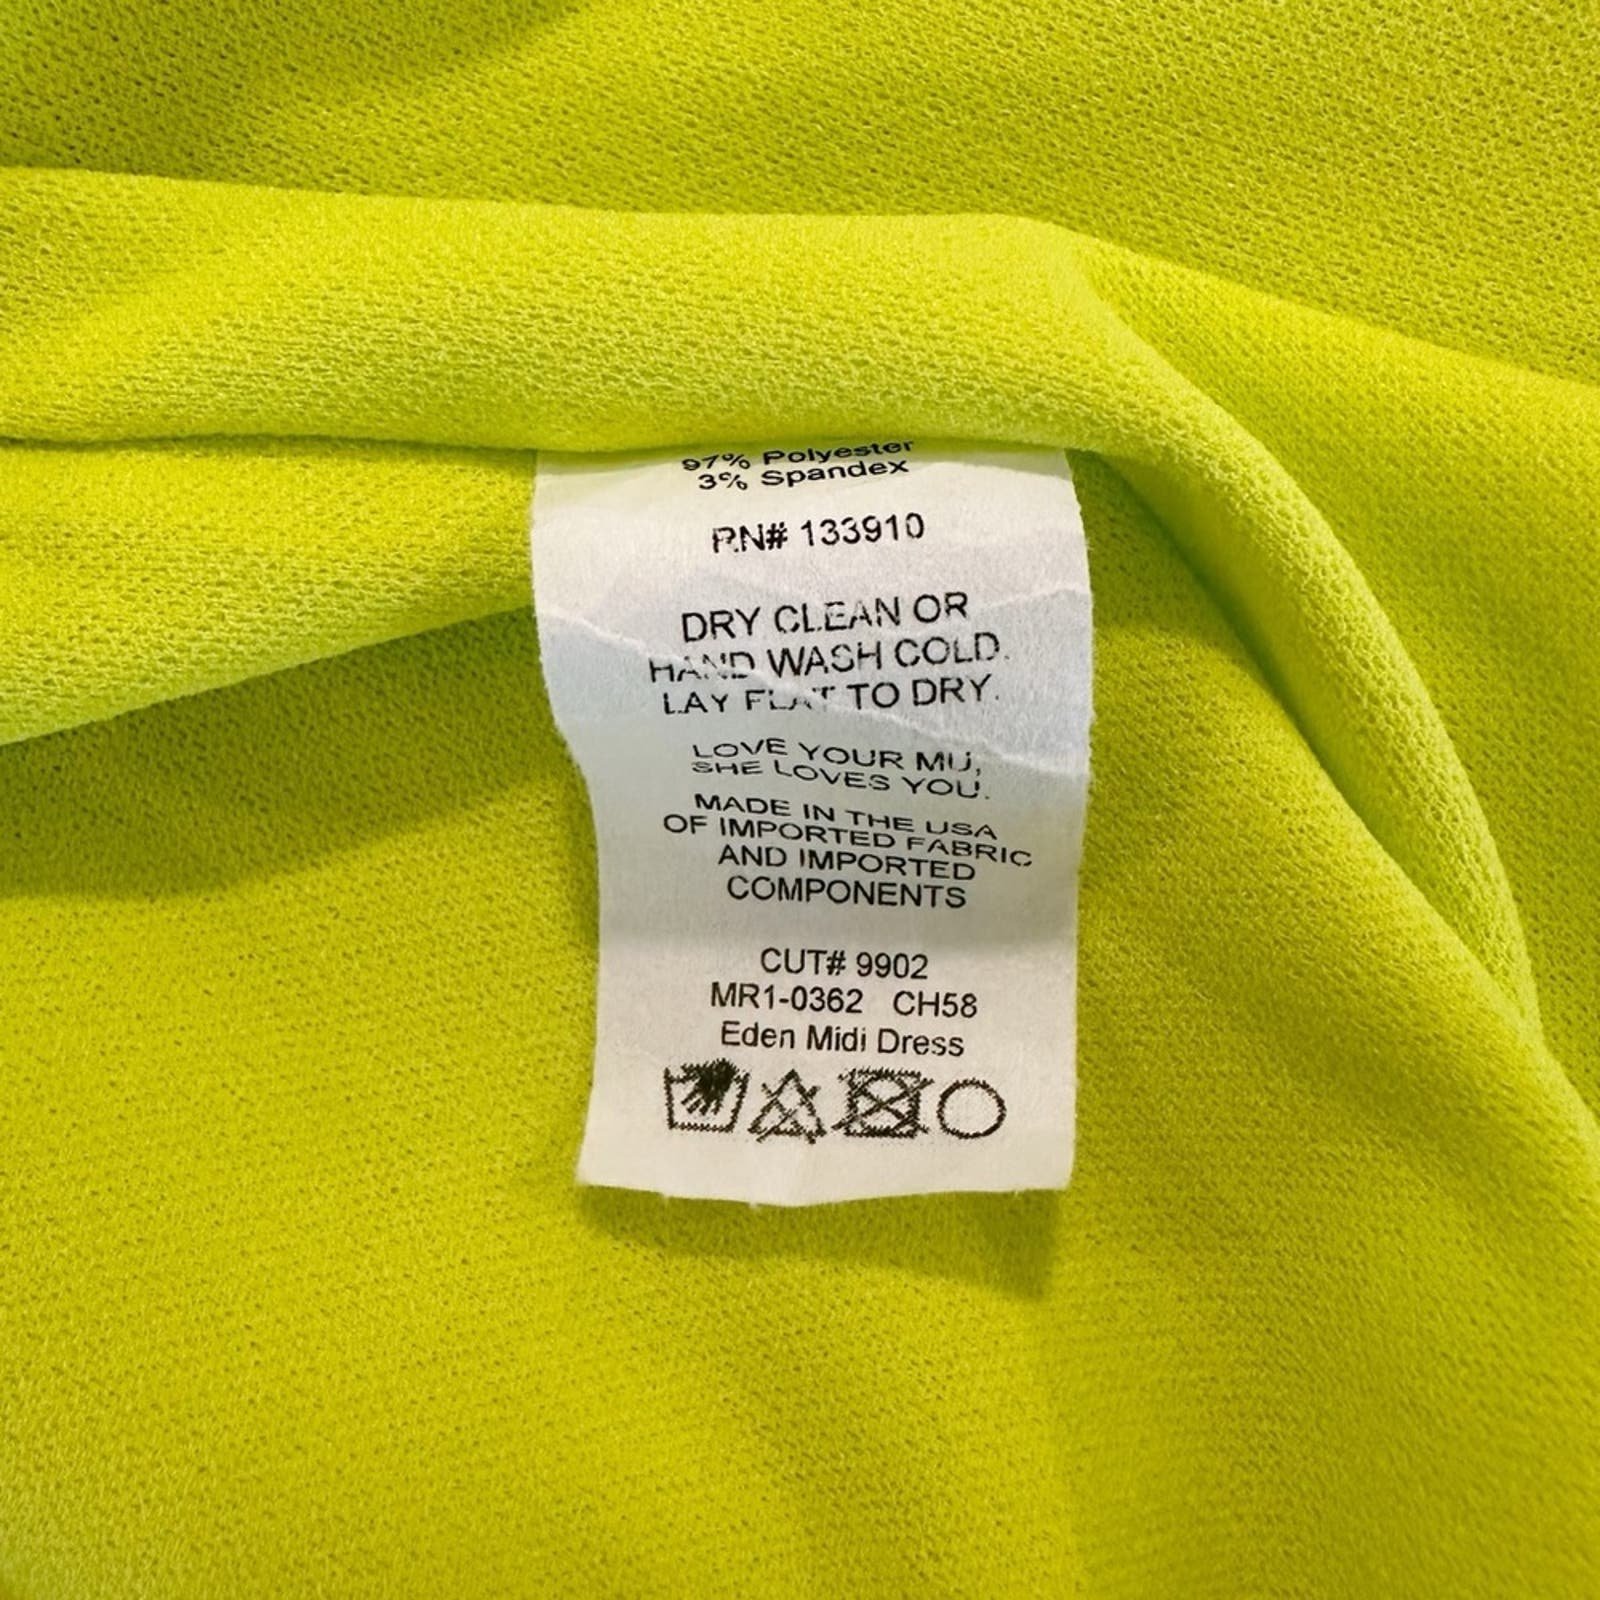 97% Polyester
3% Spandex
RN# 133910
DRY CLEAN OR
HAND WASH COLD.
LAY FLAT TO DRY.
LOVE YOUR MU,
SHE LOVES YOU.
MADE IN THE USA
OF IMPORTED FABRIC
AND IMPORTED
COMPONENTS
CUT# 9902
MR1-0362 CH58
Eden Midi Dress